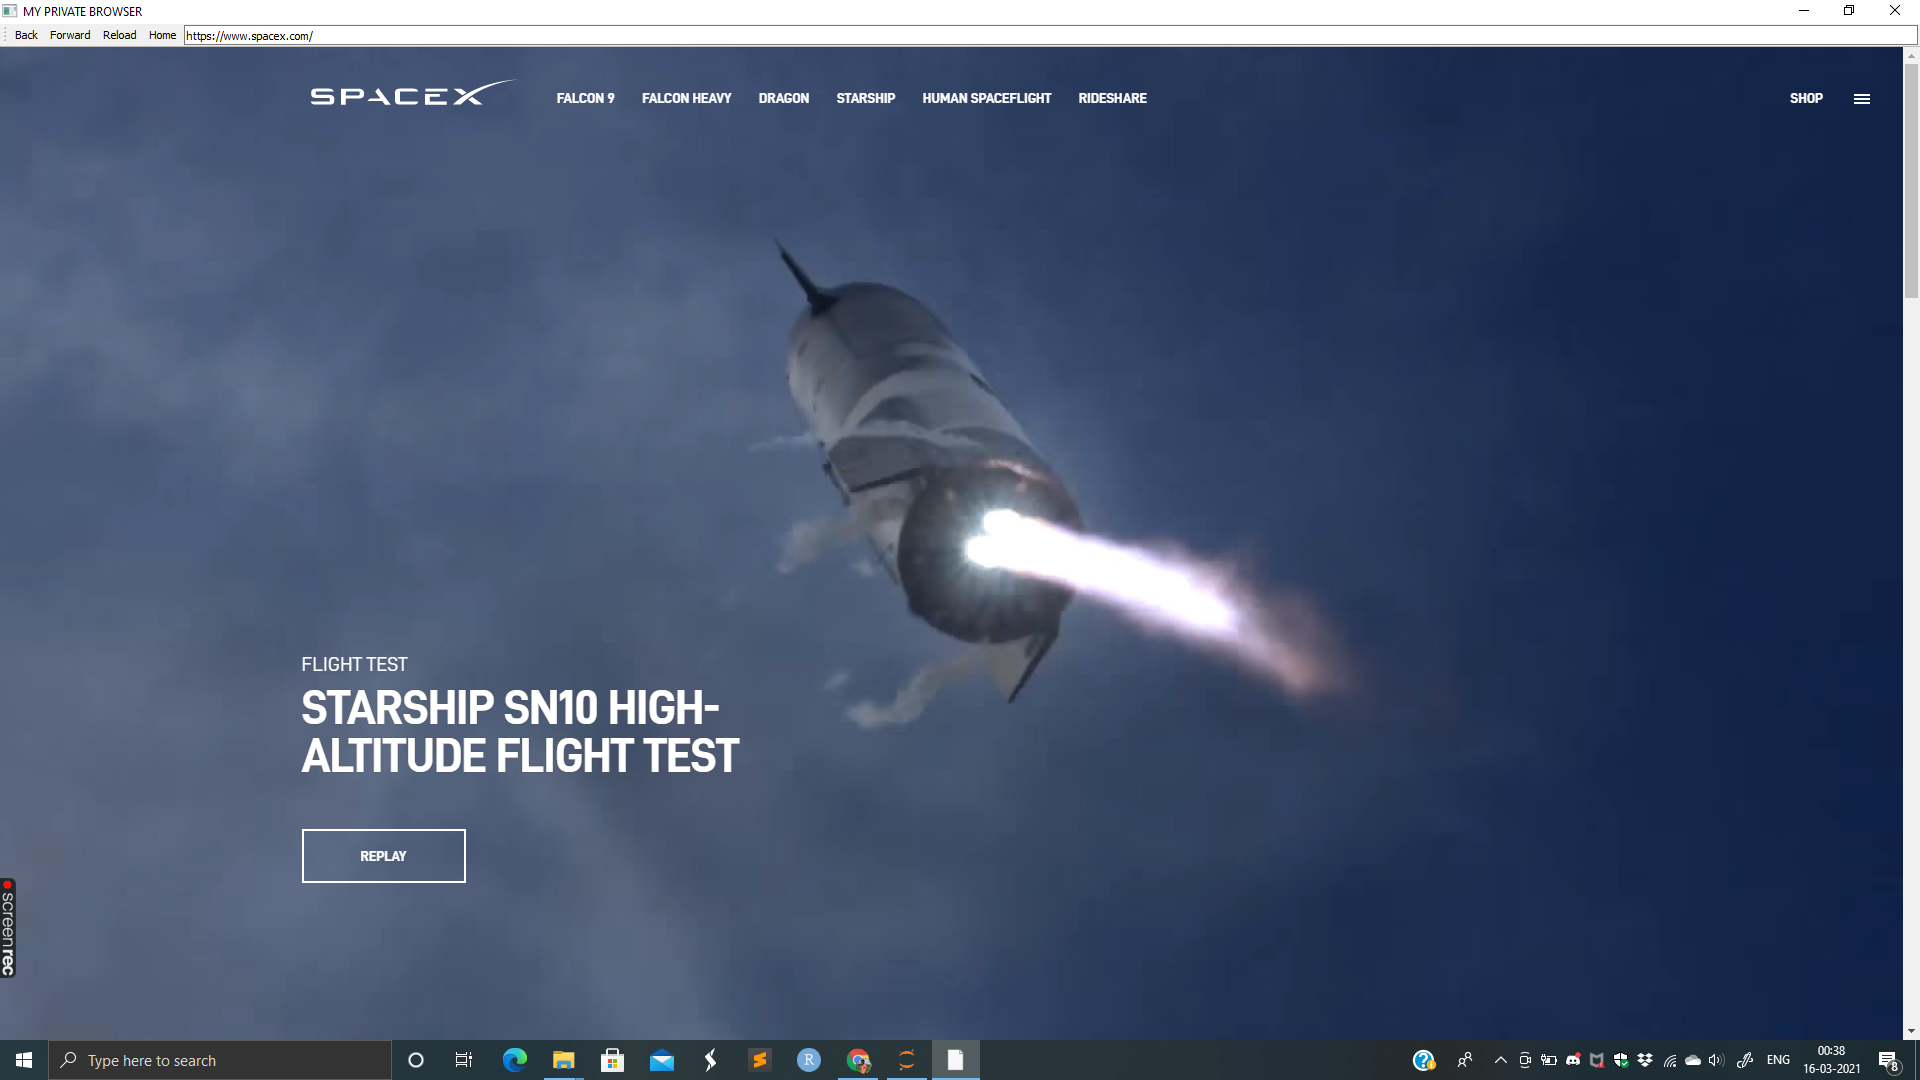 MY PRIVATE BROWSER
Back Forward Reload Home https://www.spacex.com/
SPACEX FALCON 9 FALCON HEAVY DRAGON STARSHIP HUMAN SPACEFLIGHT RIDESHARE SHOP
FLIGHT TEST
STARSHIP SN10 HIGH-
ALTITUDE FLIGHT TEST
REPLAY
screenrec
Type here to search
R
ENG
00:38
16-03-2021
8